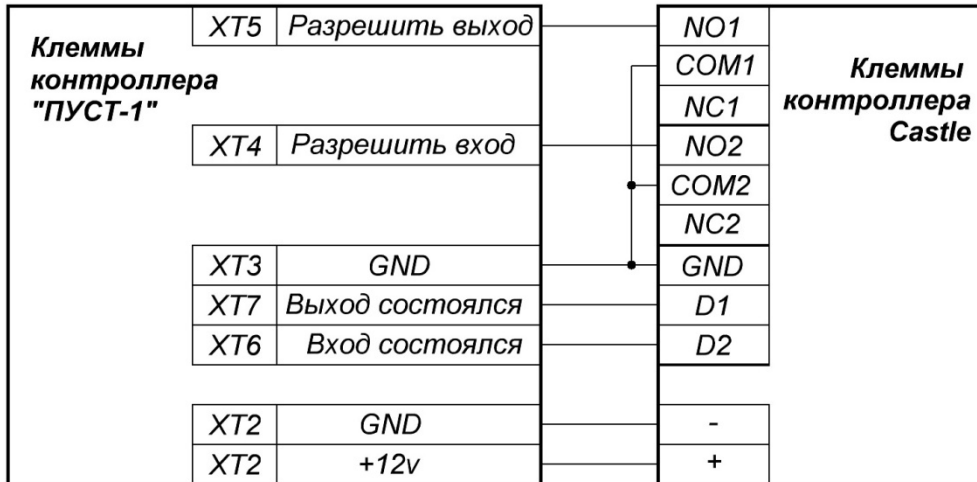 Клеммы
контроллера
"ПУСТ-1"
XT5 Разрешить выход
XT4 Разрешить вход
XT3 GND
XT7 Выход состоялся
XT6 Вход состоялся
XT2 GND
XT2 +12v
NO1
COM1
NC1
NO2
COM2
NC2
GND
D1
D2
-
+
Клеммы
контроллера
Castle